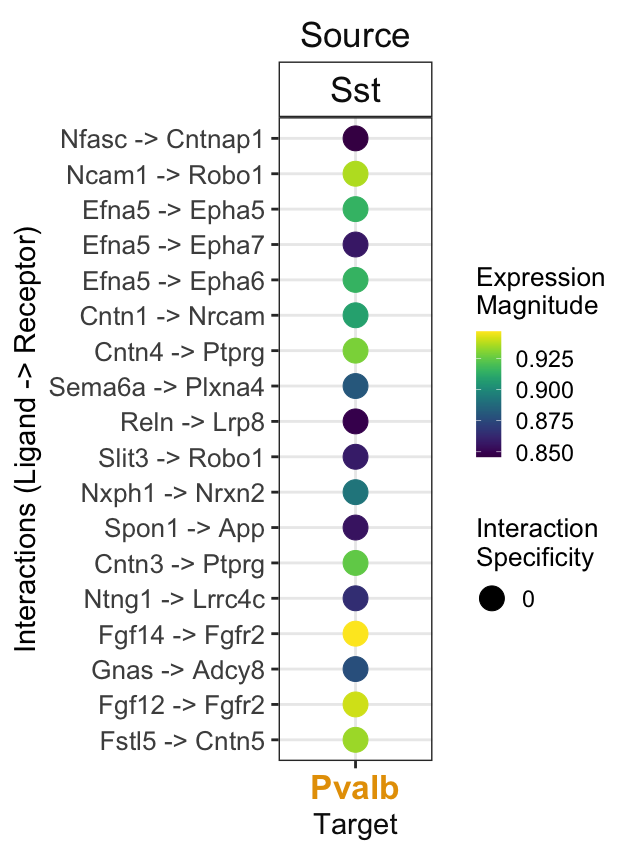 Source
Sst
Interactions (Ligand -> Receptor)
Nfasc -> Cntnap1
Ncam1 -> Robo1
Efna5 -> Epha5
Efna5 -> Epha7
Efna5 -> Epha6
Cntn1 -> Nrcam
Cntn4 -> Ptprg
Sema6a -> Plxna4
Reln -> Lrp8
Slit3 -> Robo1
Nxph1 -> Nrxn2
Spon1 -> App
Cntn3 -> Ptprg
Ntng1 -> Lrrc4c
Fgf14 -> Fgfr2
Gnas -> Adcy8
Fgf12 -> Fgfr2
Fstl5 -> Cntn5
Pvalb
Target
Expression
Magnitude
0.925
0.900
0.875
0.850
Interaction
Specificity
0